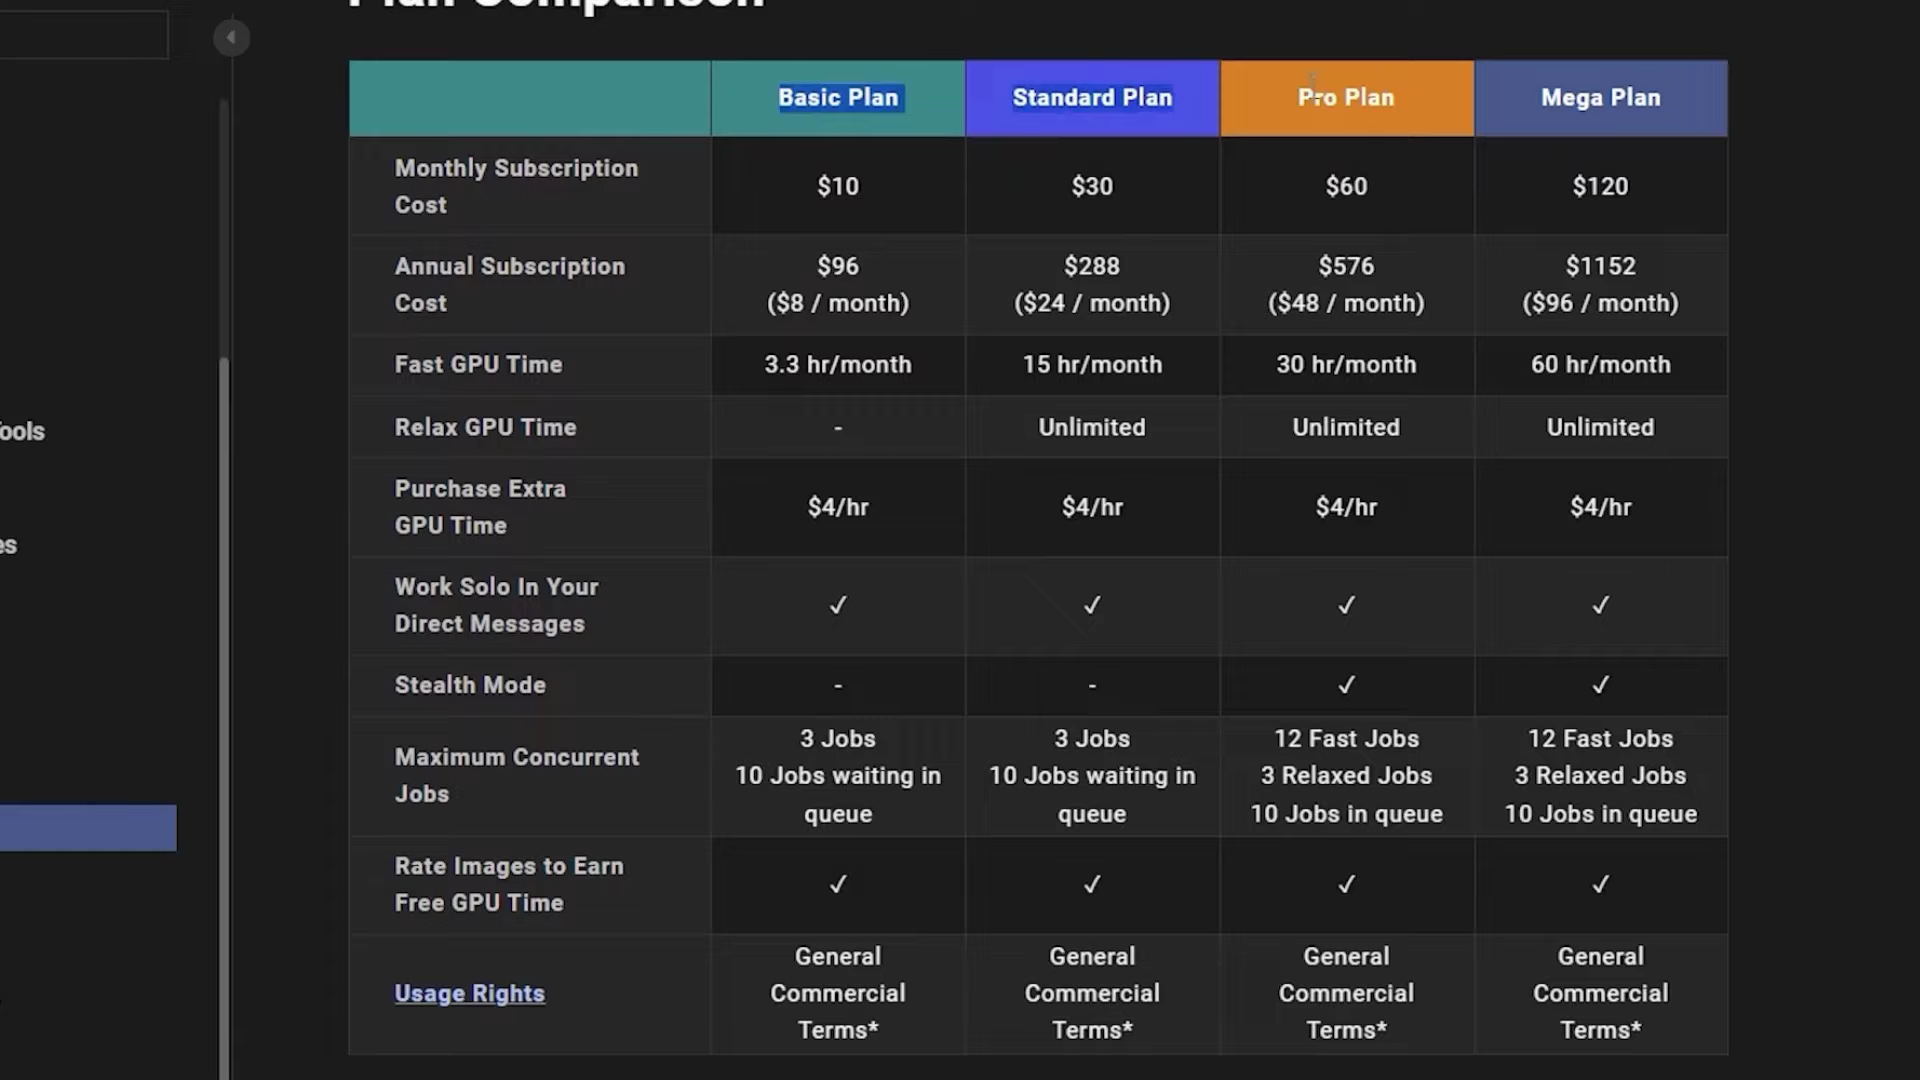 Plan Comparison
Basic Plan
Standard Plan
Pro Plan
Mega Plan
Monthly Subscription
Cost
$10
$30
$60
$120
Annual Subscription
Cost
$96
($8 / month)
$288
($24 / month)
$576
($48 / month)
$1152
($96 / month)
Fast GPU Time
3.3 hr/month
15 hr/month
30 hr/month
60 hr/month
Relax GPU Time
-
Unlimited
Unlimited
Unlimited
ools
Purchase Extra
GPU Time
$4/hr
$4/hr
$4/hr
$4/hr
es
Work Solo In Your
Direct Messages
✓
✓
✓
✓
Stealth Mode
-
-
✓
✓
Maximum Concurrent
Jobs
3 Jobs
10 Jobs waiting in
queue
3 Jobs
10 Jobs waiting in
queue
12 Fast Jobs
3 Relaxed Jobs
10 Jobs in queue
12 Fast Jobs
3 Relaxed Jobs
10 Jobs in queue
Rate Images to Earn
Free GPU Time
✓
✓
✓
✓
Usage Rights
General
Commercial
Terms*
General
Commercial
Terms*
General
Commercial
Terms*
General
Commercial
Terms*